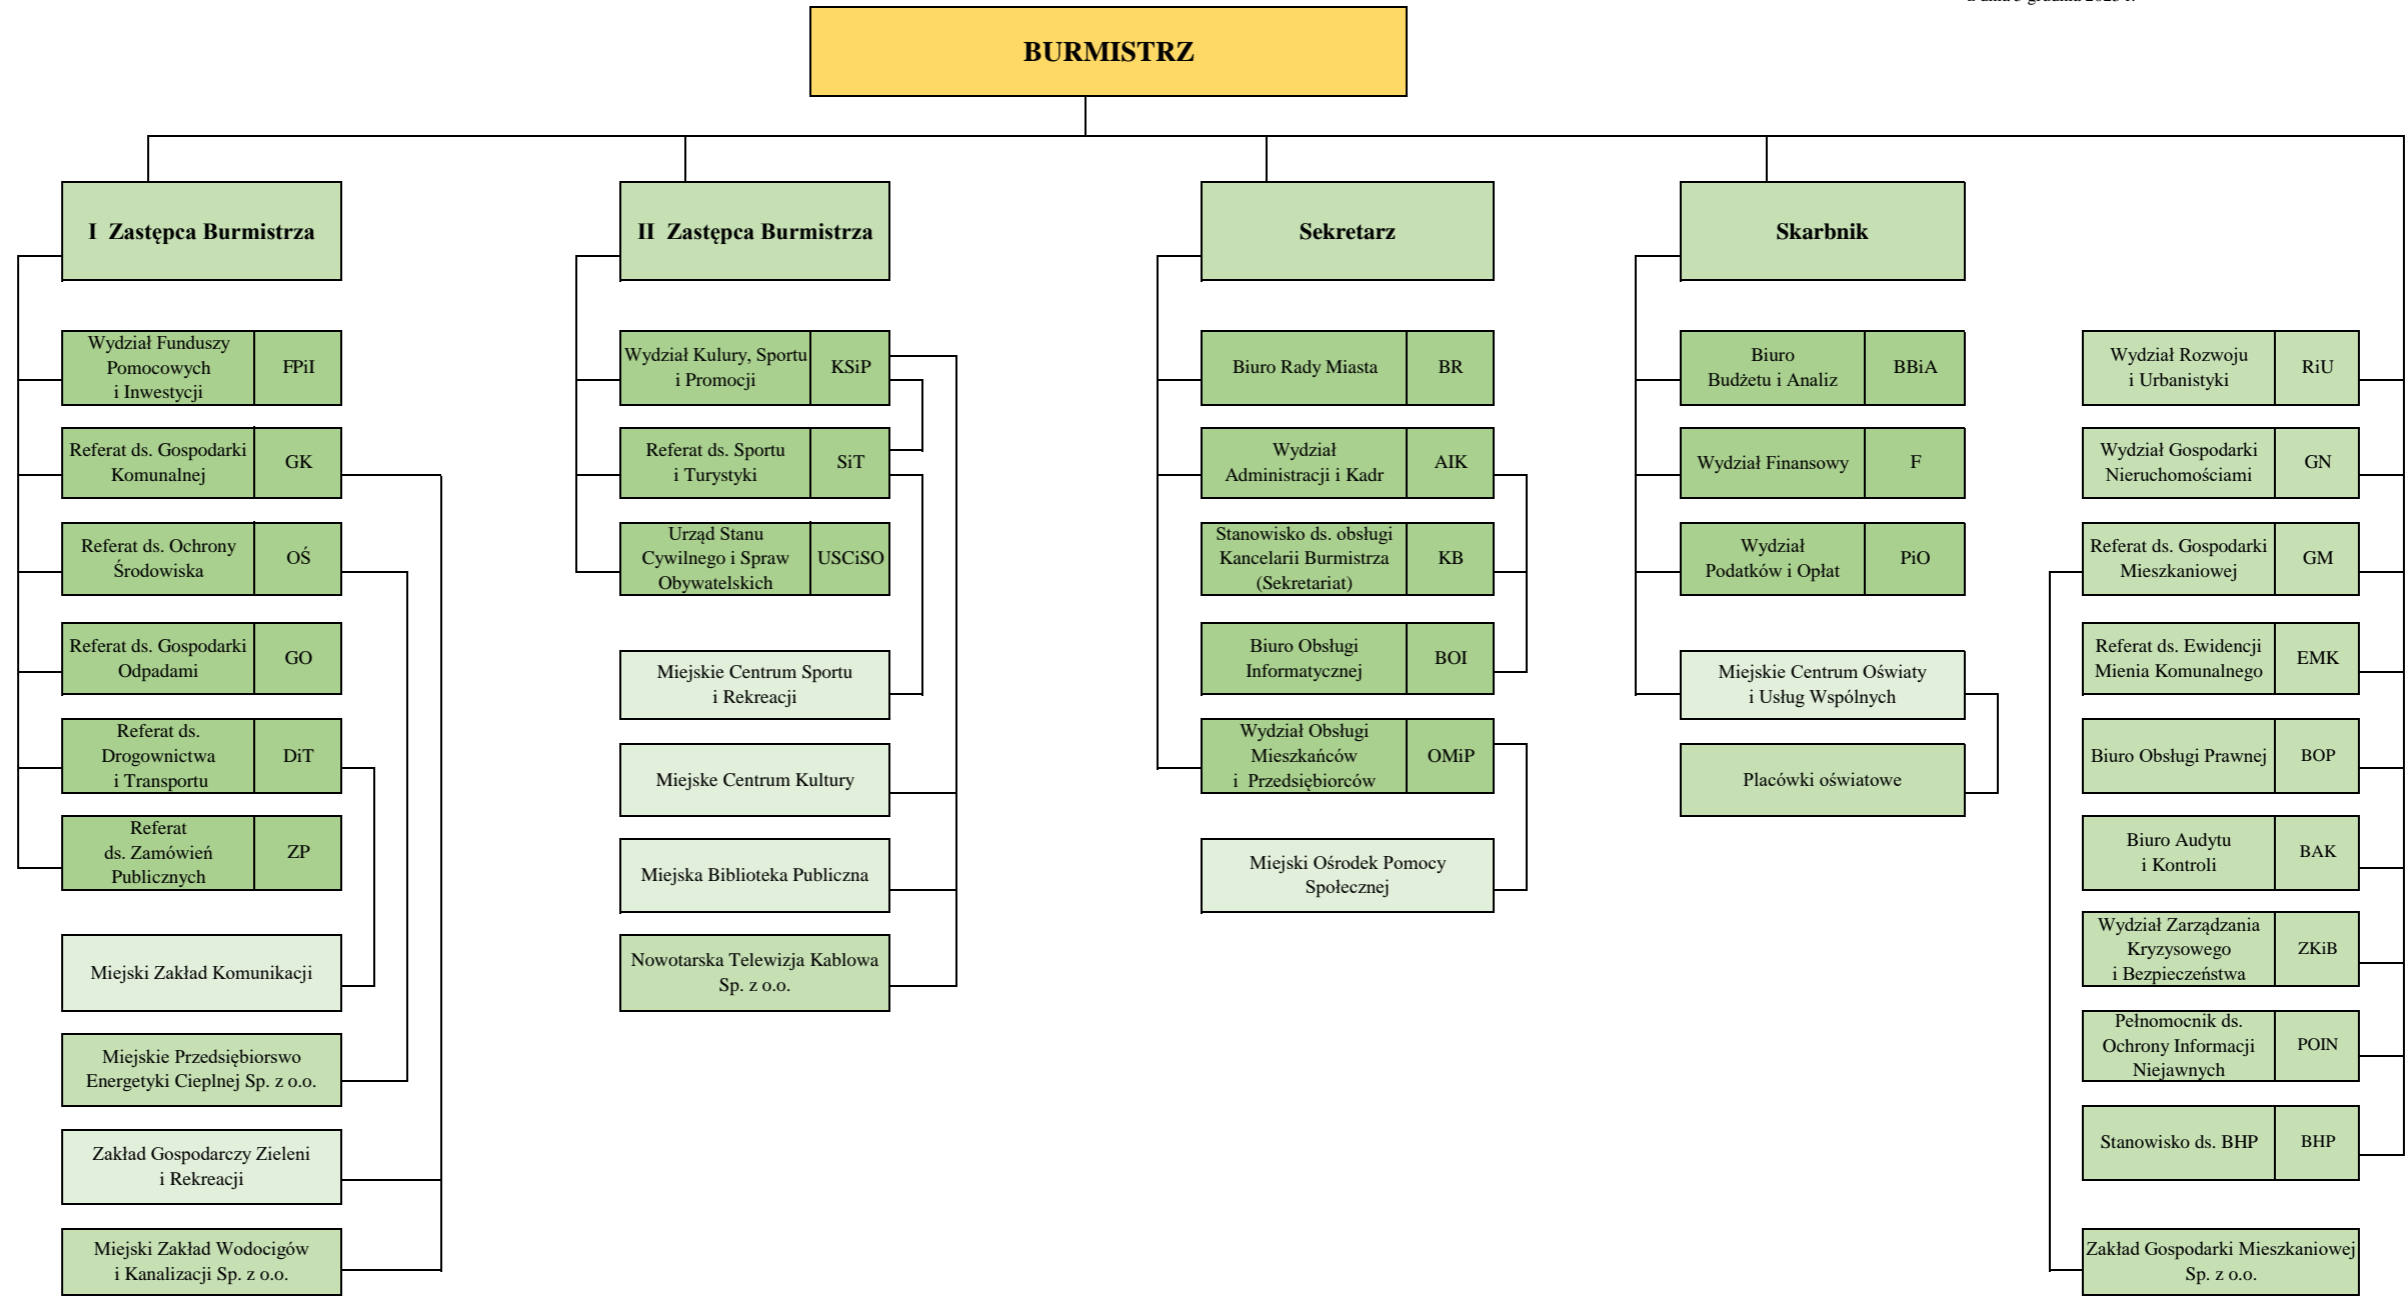 BURMISTRZ
I Zastępca Burmistrza
II Zastępca Burmistrza
Sekretarz
Skarbnik
Wydział Funduszy
Pomocowych
i Inwestycji
FPiI
Referat ds. Gospodarki
Komunalnej
GK
Referat ds. Ochrony
Środowiska
OŚ
Referat ds. Gospodarki
Odpadami
GO
Referat ds.
Drogownictwa
i Transportu
DiT
Referat
ds. Zamówień
Publicznych
ZP
Miejski Zakład Komunikacji
Miejskie Przedsiębiorswo
Energetyki Cieplnej Sp. z o.o.
Zakład Gospodarczy Zieleni
i Rekreacji
Miejski Zakład Wodocigów
i Kanalizacji Sp. z o.o.
Wydział Kulury, Sportu
i Promocji
KSiP
Referat ds. Sportu
i Turystyki
SiT
Urząd Stanu
Cywilnego i Spraw
Obywatelskich
USCiSO
Miejskie Centrum Sportu
i Rekreacji
Miejske Centrum Kultury
Miejska Biblioteka Publiczna
Nowotarska Telewizja Kablowa
Sp. z o.o.
Biuro Rady Miasta
BR
Wydział
Administracji i Kadr
AIK
Stanowisko ds. obsługi
Kancelarii Burmistrza
(Sekretariat)
KB
Biuro Obsługi
Informatycznej
BOI
Wydział Obsługi
Mieszkańców
i Przedsiębiorców
OMiP
Miejski Ośrodek Pomocy
Społecznej
Biuro
Budżetu i Analiz
BBiA
Wydział Finansowy
F
Wydział
Podatków i Opłat
PiO
Miejskie Centrum Oświaty
i Usług Wspólnych
Placówki oświatowe
Wydział Rozwoju
i Urbanistyki
RiU
Wydział Gospodarki
Nieruchomościami
GN
Referat ds. Gospodarki
Mieszkaniowej
GM
Referat ds. Ewidencji
Mienia Komunalnego
EMK
Biuro Obsługi Prawnej
BOP
Biuro Audytu
i Kontroli
BAK
Wydział Zarządzania
Kryzysowego
i Bezpieczeństwa
ZKiB
Pełnomocnik ds.
Ochrony Informacji
Niejawnych
POIN
Stanowisko ds. BHP
BHP
Zakład Gospodarki Mieszkaniowej
Sp. z o.o.